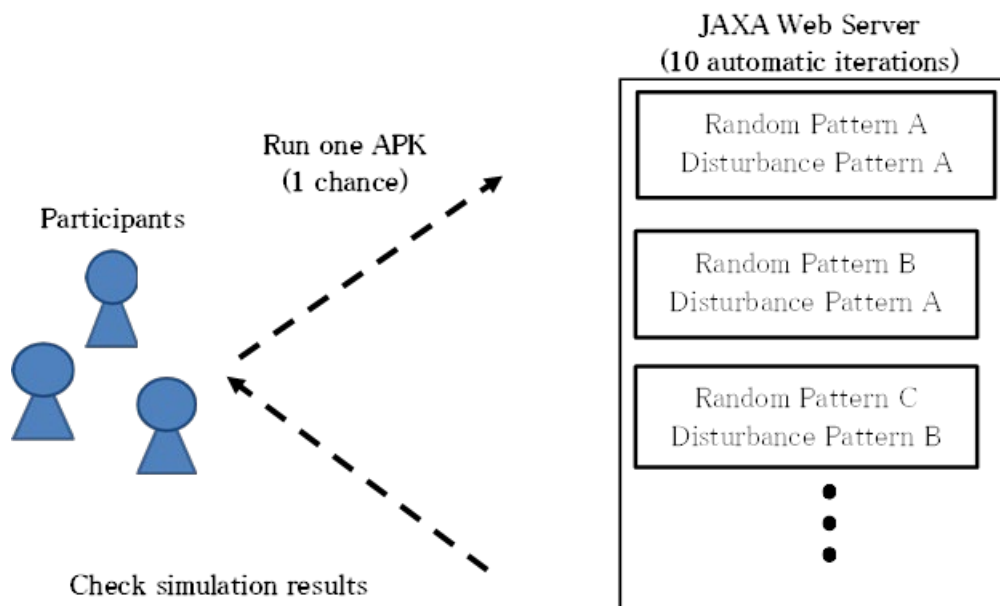 JAXA Web Server
(10 automatic iterations)
Random Pattern A
Disturbance Pattern A
Run one APK
(1 chance)
Participants
Random Pattern B
Disturbance Pattern A
Random Pattern C
Disturbance Pattern B
Check simulation results